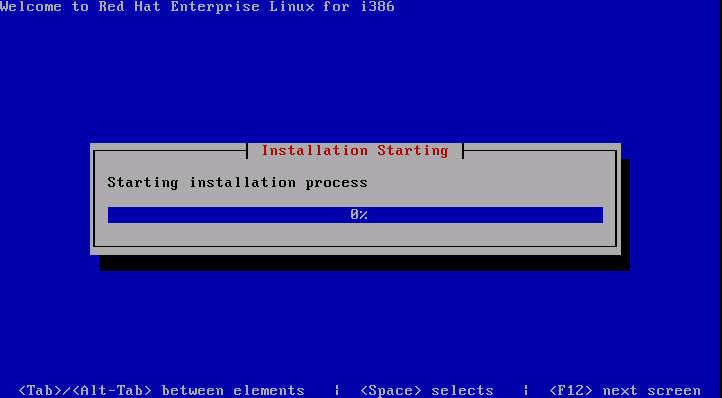 Welcome to Red Hat Enterprise Linux for i386
Installation Starting
Starting installation process
0%
<Tab>/<Alt-Tab> between elements | <Space> selects | <F12> next screen